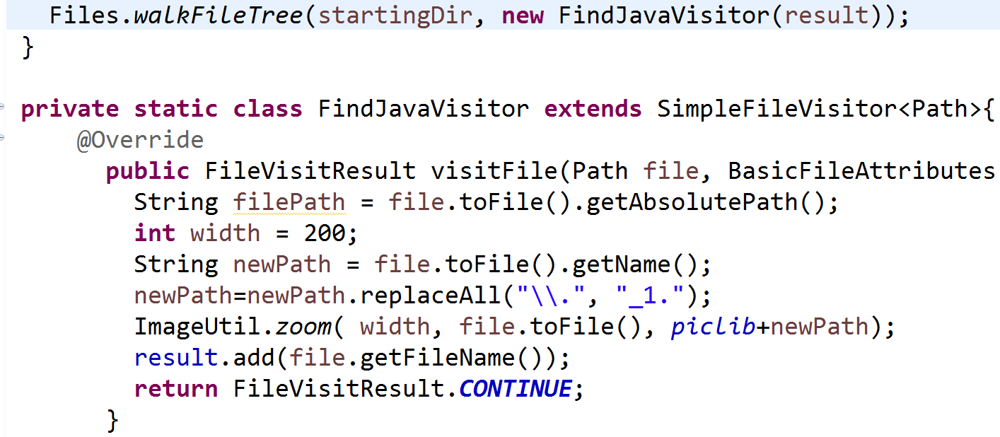 Files.walkFileTree(startingDir, new FindJavaVisitor(result));
}
private static class FindJavaVisitor extends SimpleFileVisitor<Path>{
@Override
public FileVisitResult visitFile(Path file, BasicFileAttributes
String filePath = file.toFile().getAbsolutePath();
int width = 200;
String newPath = file.toFile().getName();
newPath=newPath.replaceAll("\\.", "_1.");
ImageUtil.zoom( width, file.toFile(), piclib+newPath);
result.add(file.getFileName());
return FileVisitResult.CONTINUE;
}